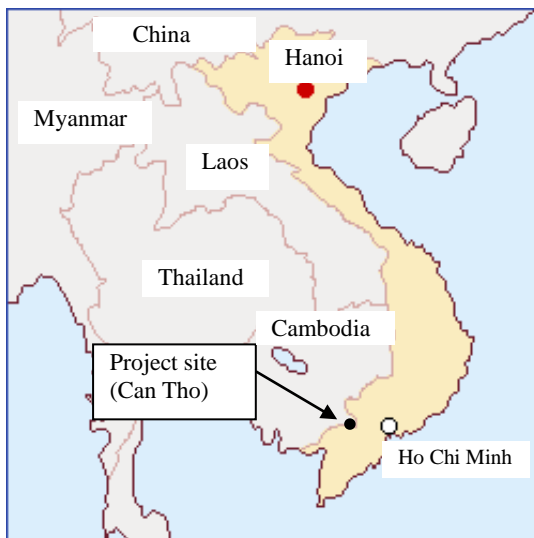 China
Hanoi
Myanmar
Laos
Thailand
Cambodia
Project site
(Can Tho)
Ho Chi Minh